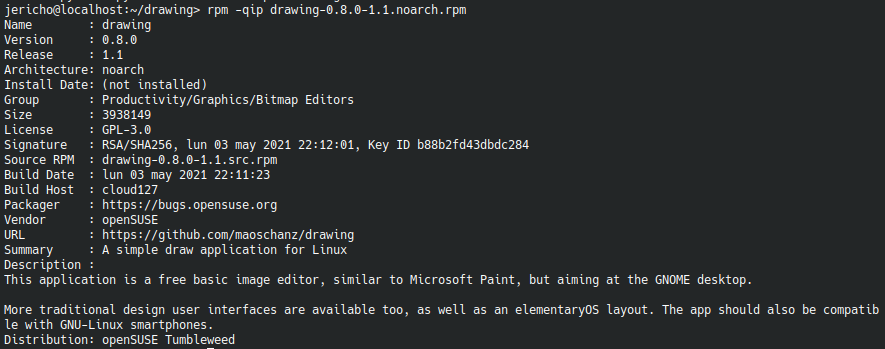 jericho@localhost:~/drawing> rpm -qip drawing-0.8.0-1.1.noarch.rpm
Name        : drawing
Version     : 0.8.0
Release     : 1.1
Architecture: noarch
Install Date: (not installed)
Group       : Productivity/Graphics/Bitmap Editors
Size        : 3938149
License     : GPL-3.0
Signature   : RSA/SHA256, lun 03 may 2021 22:12:01, Key ID b88b2fd43dbdc284
Source RPM  : drawing-0.8.0-1.1.src.rpm
Build Date  : lun 03 may 2021 22:11:23
Build Host  : cloud127
Packager    : https://bugs.opensuse.org
Vendor      : openSUSE
URL         : https://github.com/maoschanz/drawing
Summary     : A simple draw application for Linux
Description :
This application is a free basic image editor, similar to Microsoft Paint, but aiming at the GNOME desktop.

More traditional design user interfaces are available too, as well as an elementaryOS layout. The app should also be compatib
le with GNU-Linux smartphones.
Distribution: openSUSE Tumbleweed